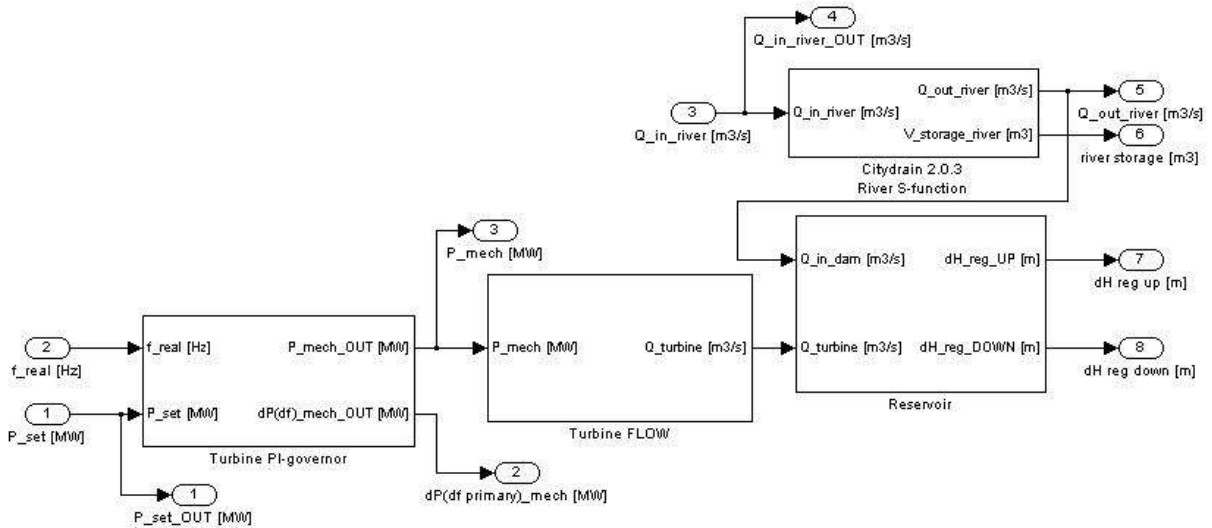 4
Q_in_river_OUT [m3/s]
Q_out_river [m3/s]
5
Q_out_river [m3/s]
3
Q_in_river [m3/s]
Q_in_river [m3/s]
V_storage_river [m3]
6
river storage [m3]
Citydrain 2.0.3
River S-function
3
P_mech [MW]
Q_in_dam [m3/s]
dH_reg_UP [m]
7
dH reg up [m]
2
f_real [Hz]
f_real [Hz]
P_mech_OUT [MW]
P_mech [MW]
Q_turbine [m3/s]
Q_turbine [m3/s]
dH_reg_DOWN [m]
8
dH reg down [m]
Reservoir
1
P_set [MW]
P_set [MW]
dP(df)_mech_OUT [MW]
Turbine FLOW
Turbine PI-governor
2
dP(df primary)_mech [MW]
1
P_set_OUT [MW]